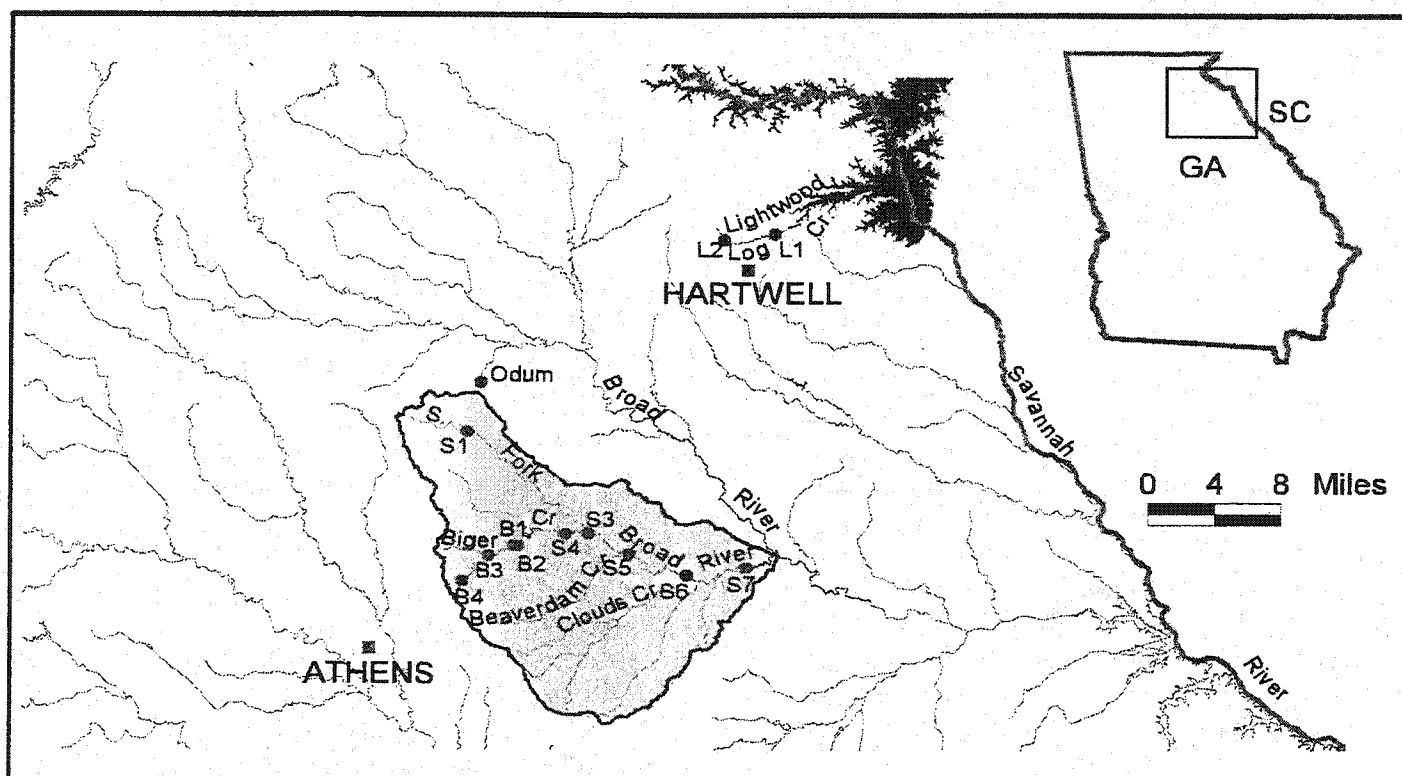 SC
GA
Lightwood
L2 Log L1 Cr
HARTWELL
Odum
Broad
River
Savannah
River
0 4 8 Miles
S. Fork
S1
Broad River
Biger Cr
B1
B2
B3
B4
S3
S4
S5
S6
S7
Beaverdam Cr
Clouds Cr
ATHENS